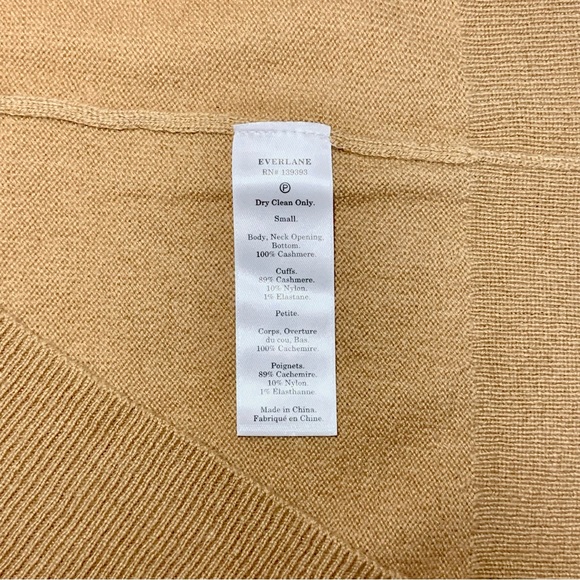 EVERLANE
RN# 139393
P
Dry Clean Only.
Small.
Body, Neck Opening,
Bottom.
100% Cashmere.
Cuffs.
89% Cashmere.
10% Nylon.
1% Elastane.
Petite.
Corps, Overture
du cou, Bas.
100% Cachemire.
Poignets.
89% Cachemire.
10% Nylon.
1% Elasthanne
Made in China.
Fabriqué en Chine.